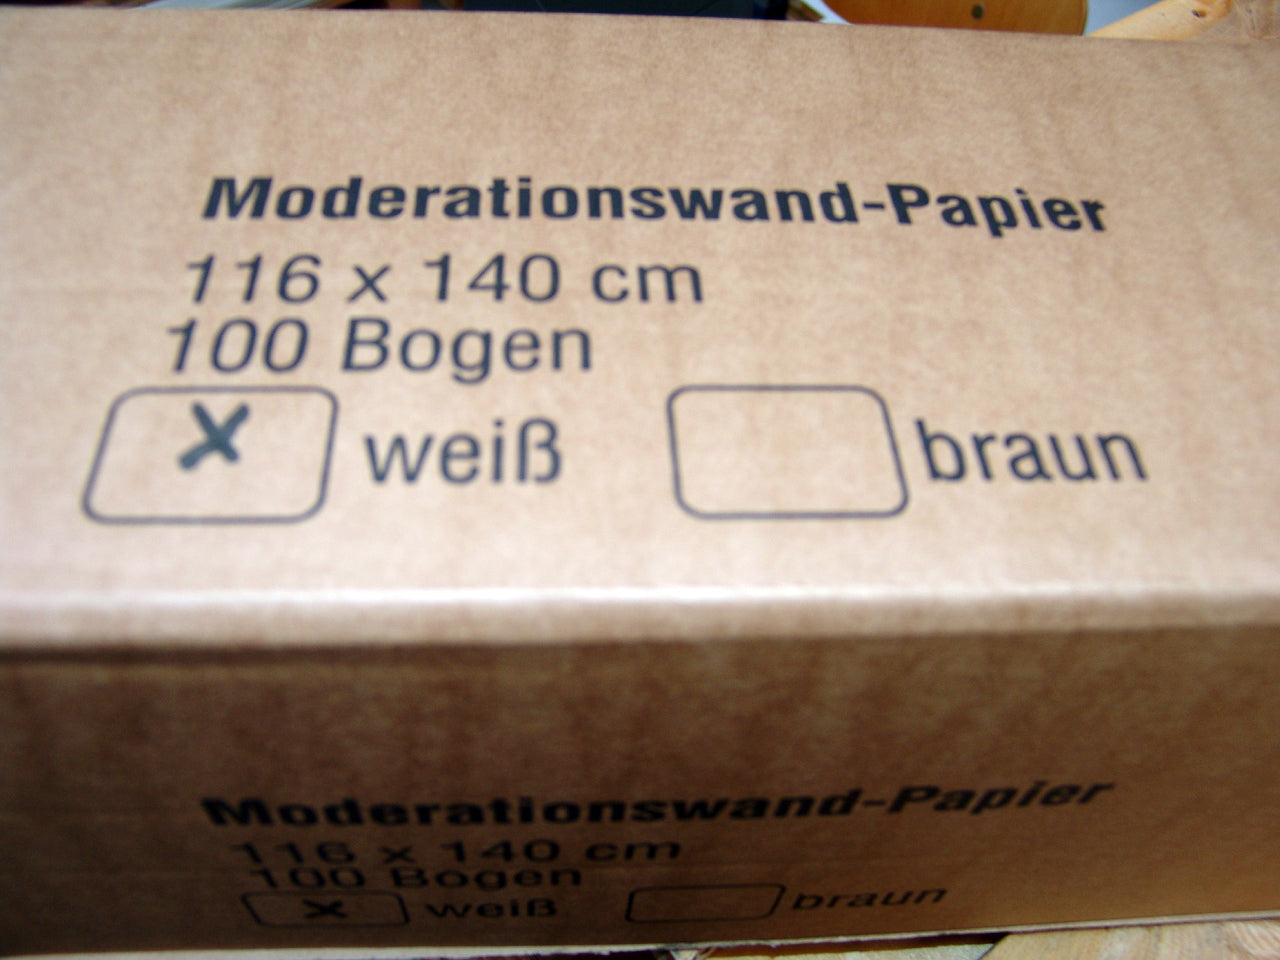 Moderationswand-Papier
116 x 140 cm
100 Bogen
x weiß braun
Moderationswand-Papier
116 x 140 cm
100 Bogen
x weiß braun